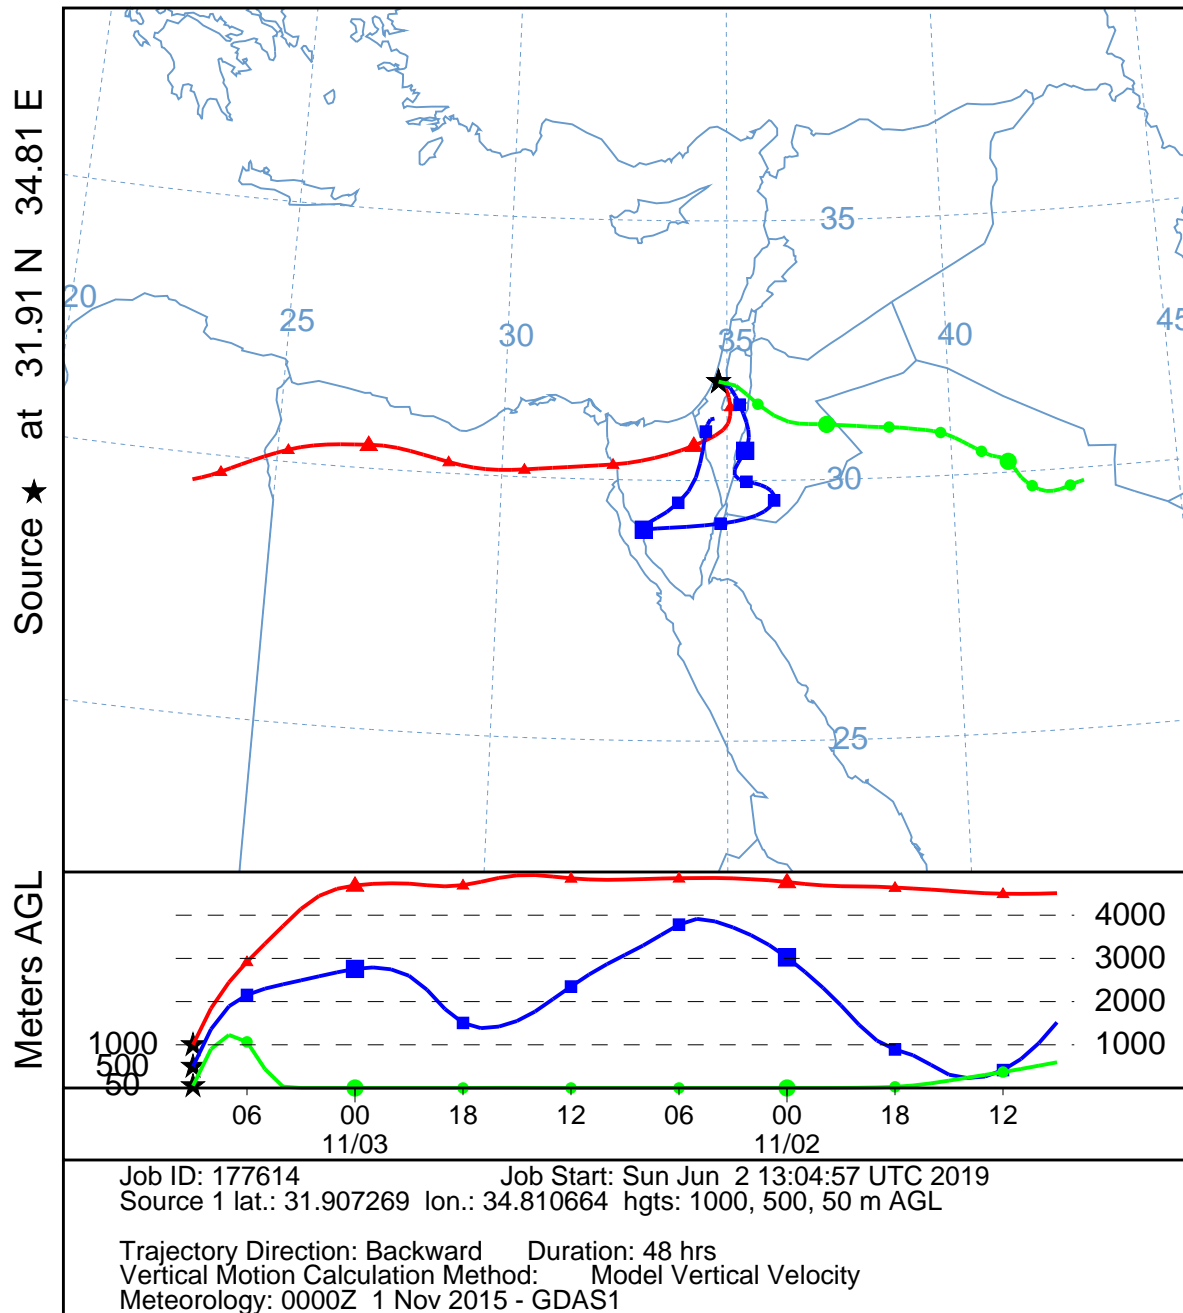 Source ★ at 31.91 N 34.81 E
35
20
25
30
35
40
45
30
25
Meters AGL
4000
3000
2000
1000
1000
500
50
06 00 18 12 06 00 18 12
11/03 11/02
Job ID: 177614 Job Start: Sun Jun 2 13:04:57 UTC 2019
Source 1 lat.: 31.907269 lon.: 34.810664 hgts: 1000, 500, 50 m AGL
Trajectory Direction: Backward Duration: 48 hrs
Vertical Motion Calculation Method: Model Vertical Velocity
Meteorology: 0000Z 1 Nov 2015 - GDAS1